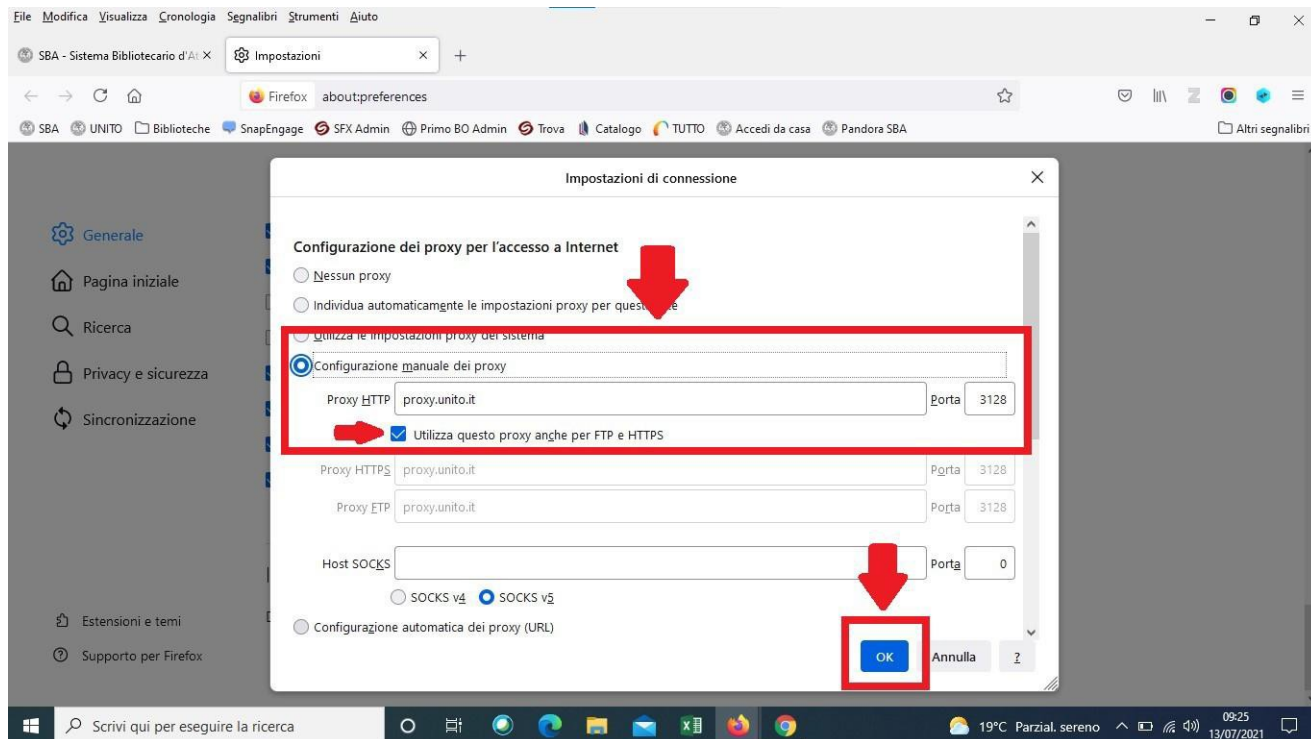 File Modifica Visualizza Cronologia Segnalibri Strumenti Aiuto
SBA - Sistema Bibliotecario d'At
Impostazioni
Firefox about:preferences
SBA UNITO Biblioteche SnapEngage SFX Admin Primo BO Admin Trova Catalogo TUTTO Accedi da casa Pandora SBA Altri segnalibri
Impostazioni di connessione
Generale
Pagina iniziale
Ricerca
Privacy e sicurezza
Sincronizzazione
Estensioni e temi
Supporto per Firefox
Configurazione dei proxy per l'accesso a Internet
Nessun proxy
Individua automaticamente le impostazioni proxy per
Utilizza le impostazioni proxy del sistema
Configurazione manuale dei proxy
Proxy HTTP proxy.unito.it Porta 3128
Utilizza questo proxy anche per FTP e HTTPS
Proxy HTTPS proxy.unito.it Porta 3128
Proxy FTP proxy.unito.it Porta 3128
Host SOCKS Porta 0
SOCKS v4 SOCKS v5
Configurazione automatica dei proxy (URL)
OK Annulla ?
Scrivi qui per eseguire la ricerca
19°C Parzial. sereno
09:25
13/07/2021